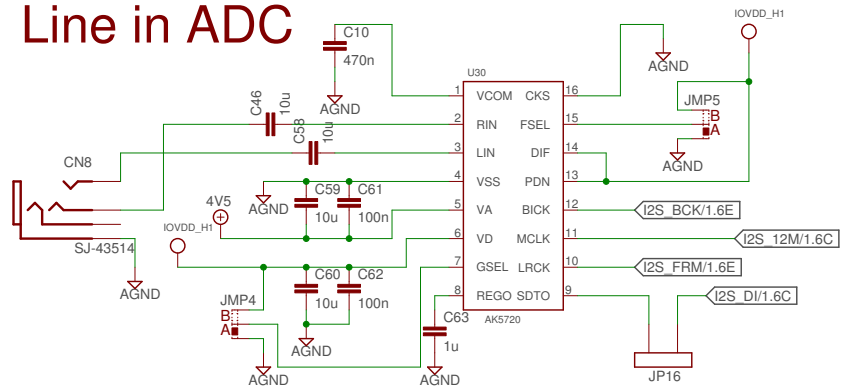 Line in ADC
C10
470n
AGND
IOVDD_H1
AGND
U30
1 VCOM CKS 16
2 RIN FSEL 15
3 LIN DIF 14
4 VSS PDN 13
5 VA BICK 12
6 VD MCLK 11
7 GSEL LRCK 10
8 REGO SDTO 9
AK5720
C46
10u
C58
10u
JMP5
B
A
AGND
CN8
SJ-43514
AGND
AGND
4V5
IOVDD_H1
C59
10u
C61
100n
C60
10u
C62
100n
AGND
JMP4
B
A
AGND
C63
1u
AGND
I2S_BCK/1.6E
I2S_12M/1.6C
I2S_FRM/1.6E
I2S_DI/1.6C
JP16